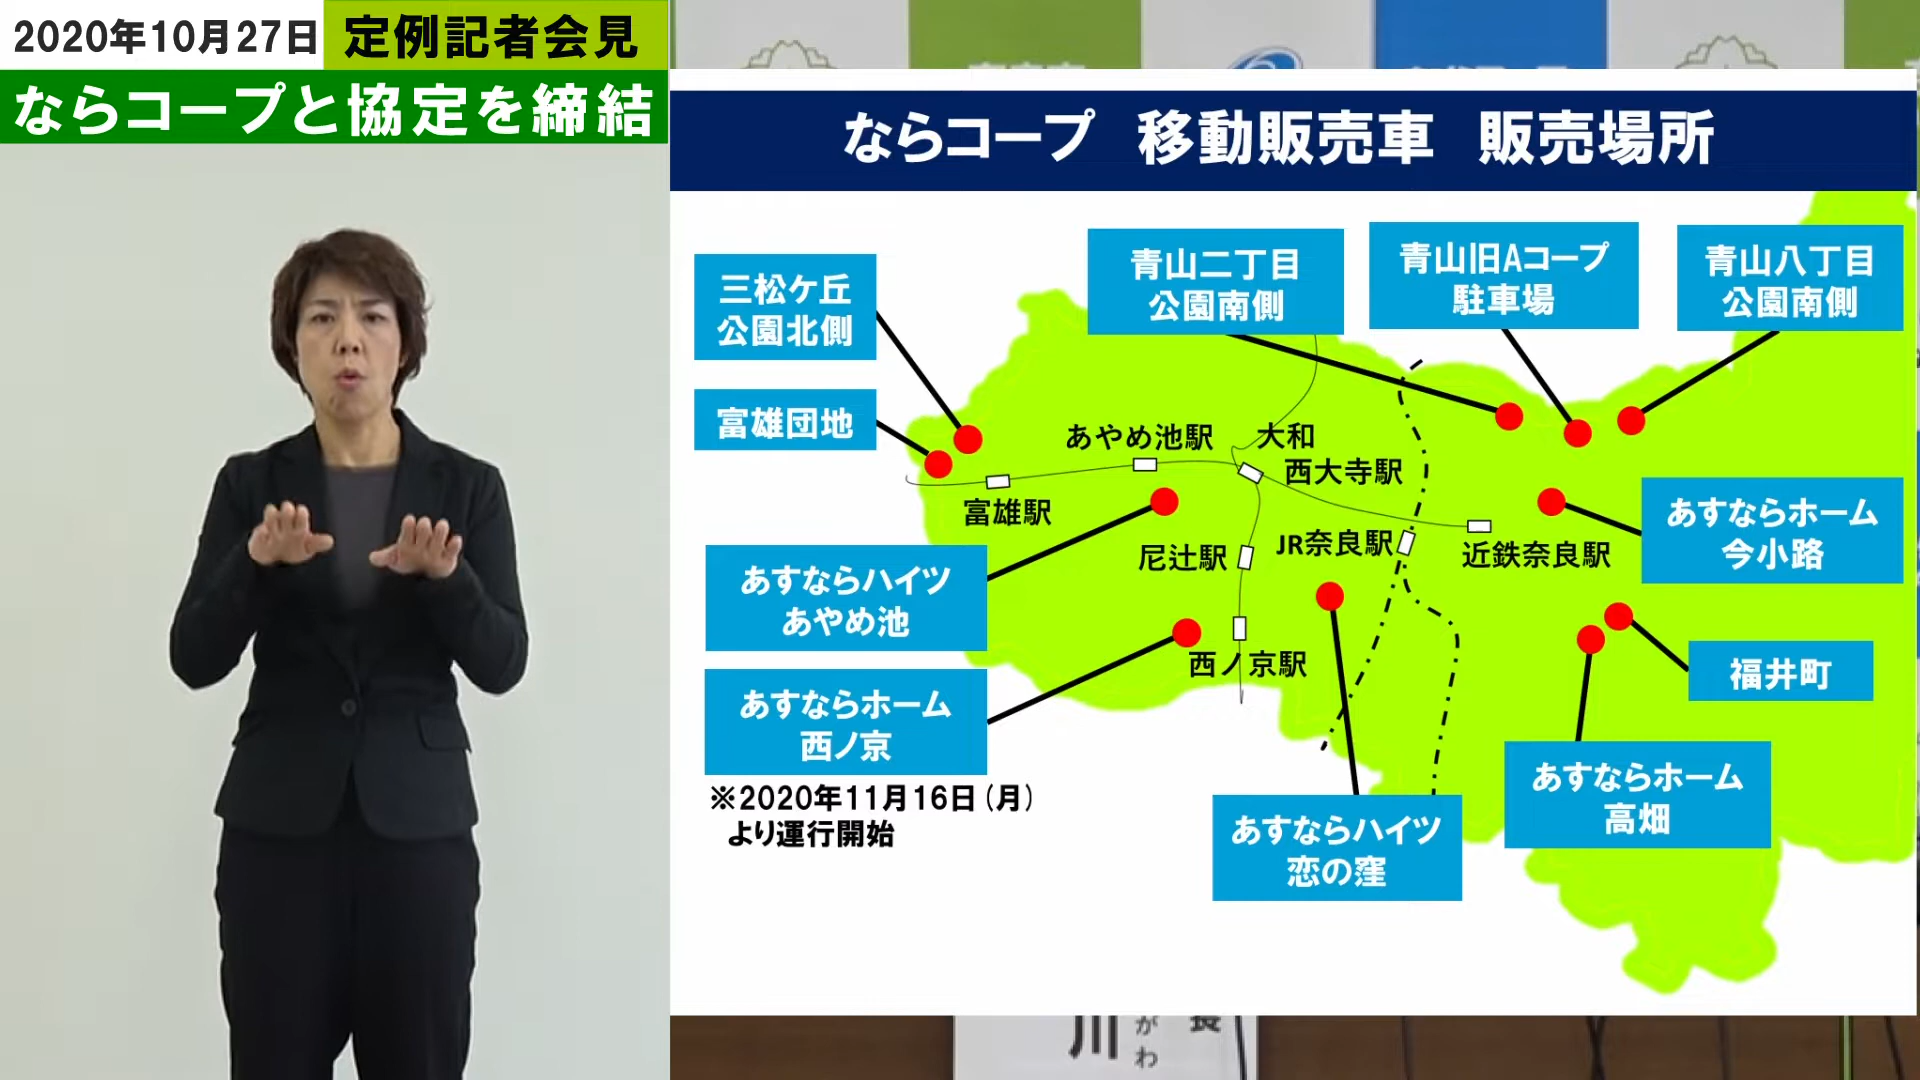 2020年10月27日
定例記者会見
ならコープと協定を締結
ならコープ 移動販売車 販売場所
三松ケ丘
公園北側
青山二丁目
公園南側
青山旧Aコープ
駐車場
青山八丁目
公園南側
富雄団地
あやめ池駅
大和
西大寺駅
富雄駅
尼辻駅
JR奈良駅
近鉄奈良駅
あすならホーム
今小路
あすならハイツ
あやめ池
西ノ京駅
福井町
あすならホーム
西ノ京
あすならホーム
高畑
あすならハイツ
恋の窪
※2020年11月16日(月)
より運行開始
川
がわ